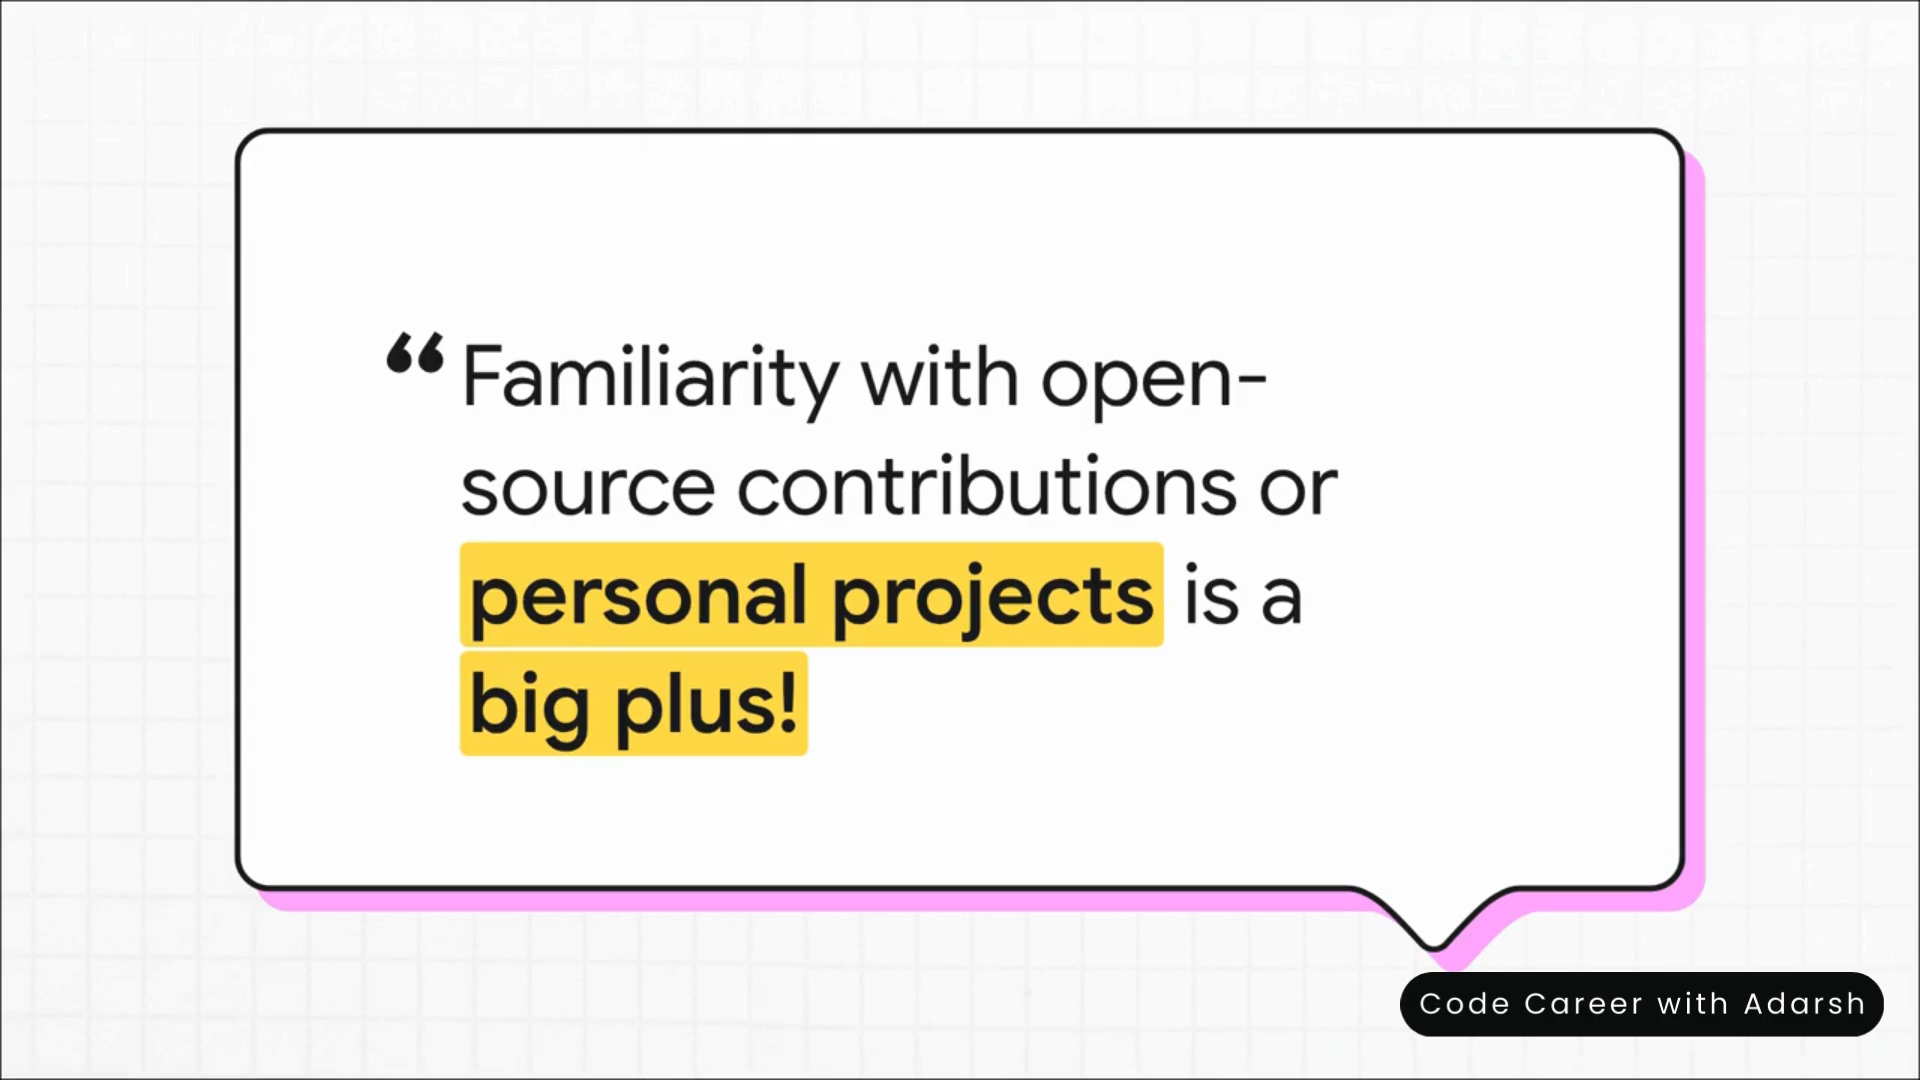 “Familiarity with open-
source contributions or
personal projects is a
big plus!
Code Career with Adarsh